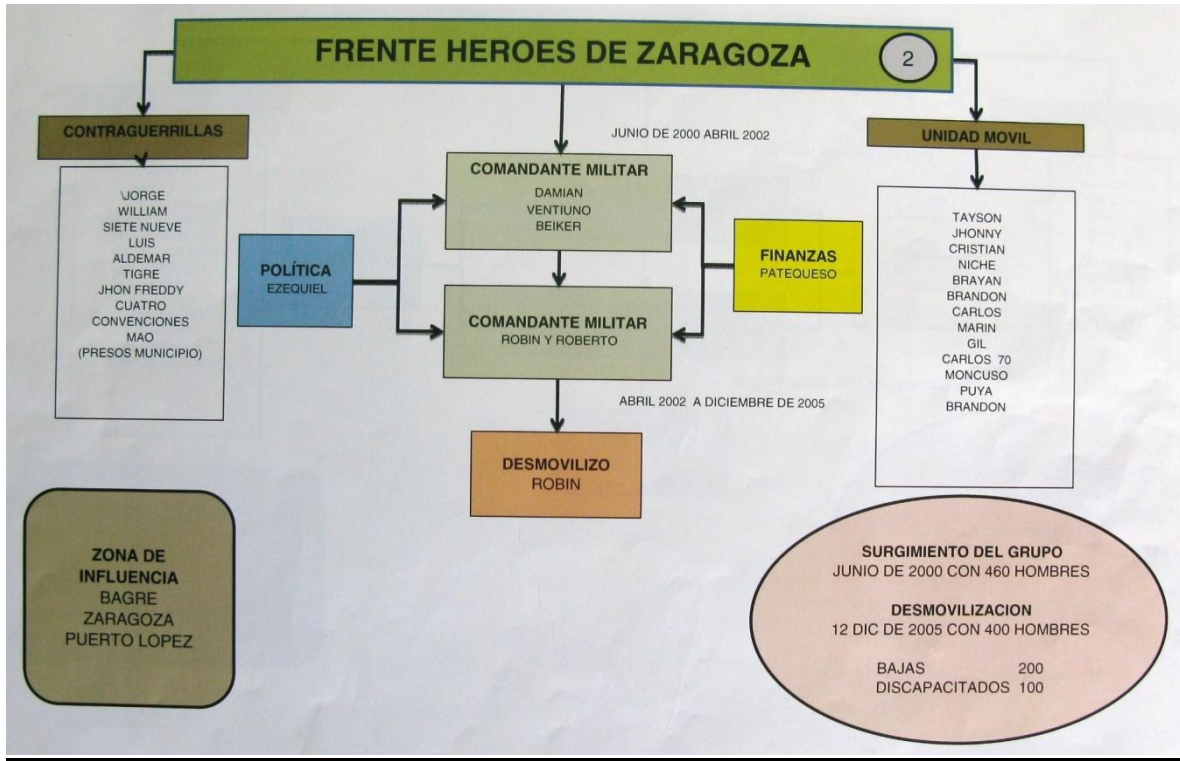 FRENTE HEROES DE ZARAGOZA
2
CONTRAGUERRILLAS
\JORGE
WILLIAM
SIETE NUEVE
LUIS
ALDEMAR
TIGRE
JHON FREDDY
CUATRO
CONVENCIONES
MAO
(PRESOS MUNICIPIO)
JUNIO DE 2000 ABRIL 2002
COMANDANTE MILITAR
DAMIAN
VENTIUNO
BEIKER
POLÍTICA
EZEQUIEL
FINANZAS
PATEQUESO
COMANDANTE MILITAR
ROBIN Y ROBERTO
ABRIL 2002 A DICIEMBRE DE 2005
DESMOVILIZO
ROBIN
UNIDAD MOVIL
TAYSON
JHONNY
CRISTIAN
NICHE
BRAYAN
BRANDON
CARLOS
MARIN
GIL
CARLOS 70
MONCUSO
PUYA
BRANDON
ZONA DE
INFLUENCIA
BAGRE
ZARAGOZA
PUERTO LOPEZ
SURGIMIENTO DEL GRUPO
JUNIO DE 2000 CON 460 HOMBRES
DESMOVILIZACION
12 DIC DE 2005 CON 400 HOMBRES
BAJAS 200
DISCAPACITADOS 100